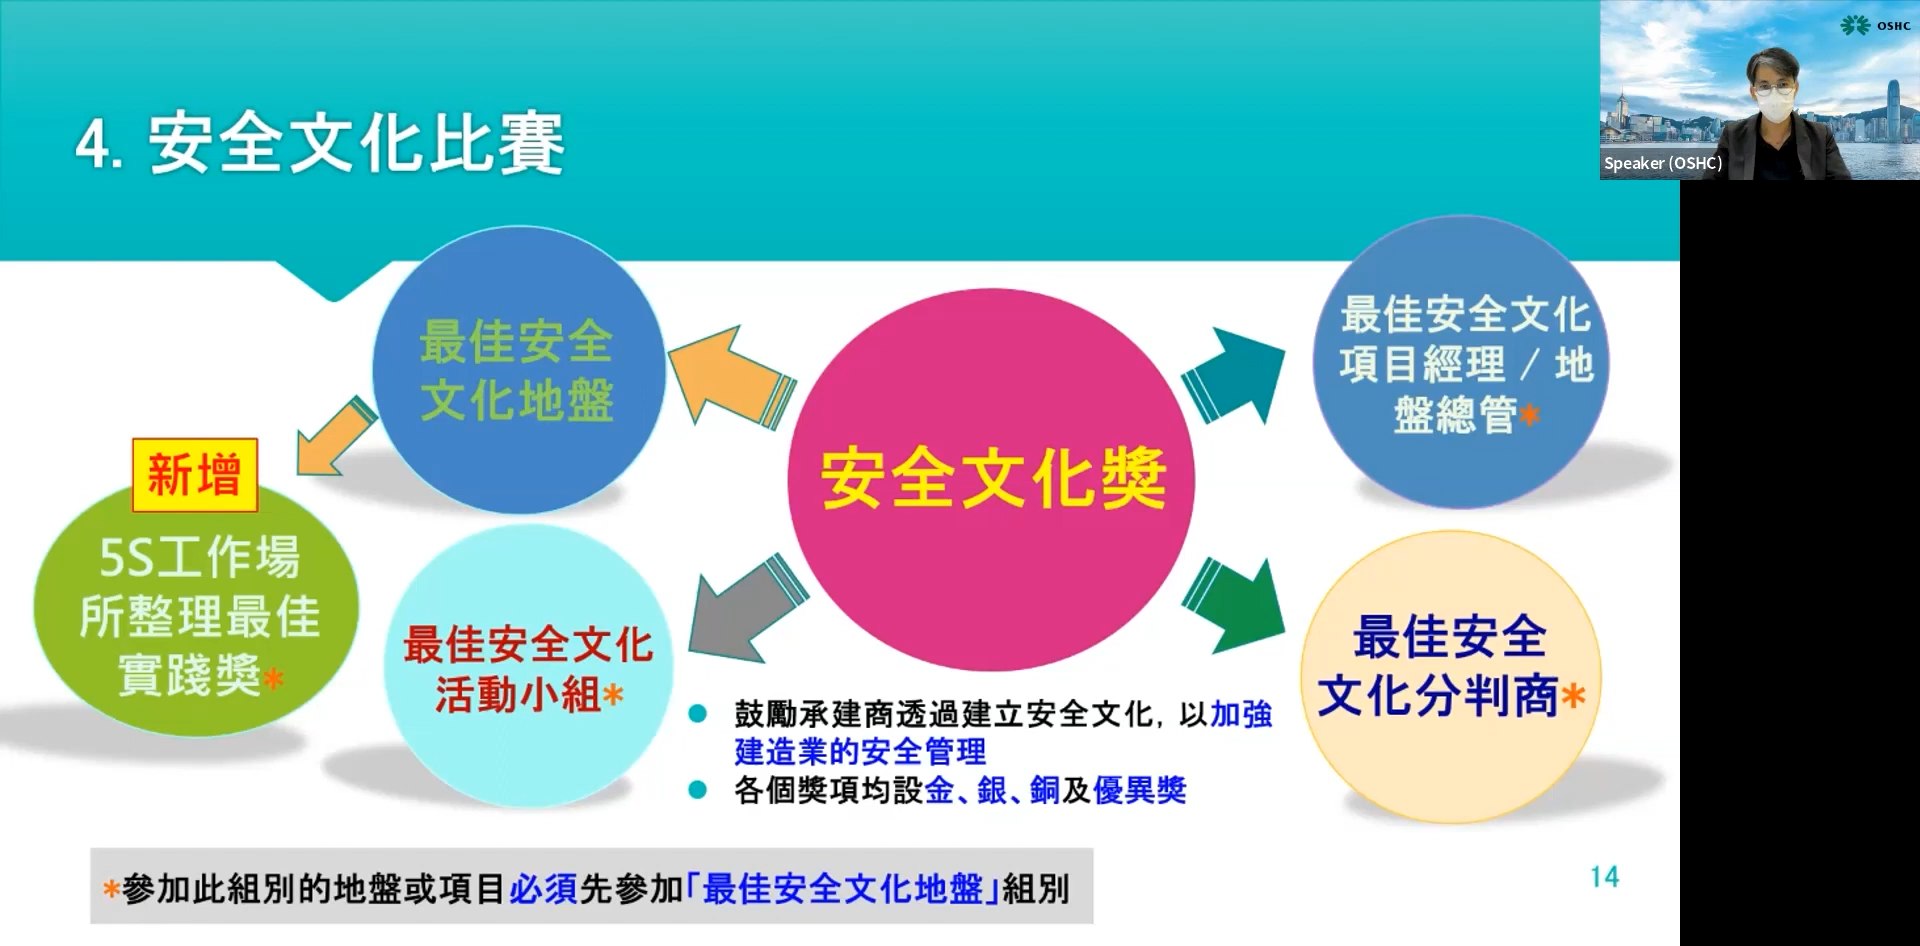 4. 安全文化比賽
OSHC
Speaker (OSHC)
最佳安全
文化地盤
最佳安全文化
項目經理 / 地
盤總管*
安全文化獎
新增
5S工作場
所整理最佳
實踐獎*
最佳安全文化
活動小組*
最佳安全
文化分判商*
● 鼓勵承建商透過建立安全文化, 以加強
建造業的安全管理
● 各個獎項均設金、銀、銅及優異獎
*參加此組別的地盤或項目必須先參加「最佳安全文化地盤」組別
14